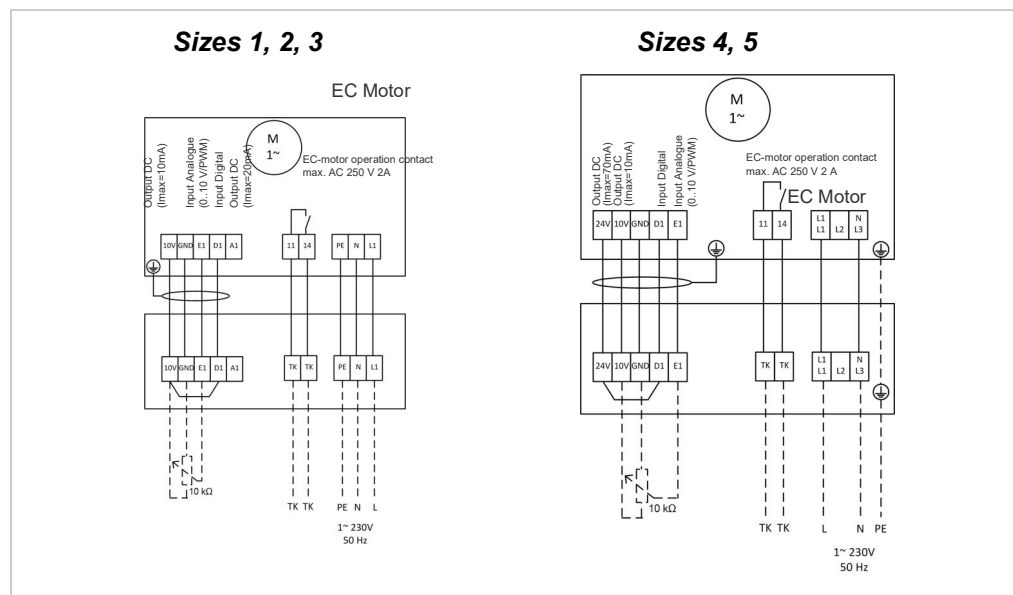 Sizes 1, 2, 3
EC Motor
M
1~
Output DC
(Imax=10mA)
Input Analogue
(0..10 V/PWM)
Input Digital
Output DC
(Imax=20mA)
EC-motor operation contact
max. AC 250 V 2A
10V GND E1 D1 A1
11 14
PE N L1
10V GND E1 D1 A1
TK TK
PE N L1
10 kΩ
TK TK
PE N L
1~ 230V
50 Hz
Sizes 4, 5
M
1~
Output DC
(Imax=70mA)
Output DC
(Imax=10mA)
Input Digital
Input Analogue
(0..10 V/PWM)
EC-motor operation contact
max. AC 250 V 2 A
EC Motor
24V 10V GND D1 E1
11 14
L1 N
L1 L2 L3
24V 10V GND D1 E1
TK TK
L1 N
L1 L2 L3
10 kΩ
TK TK
L N PE
1~ 230V
50 Hz